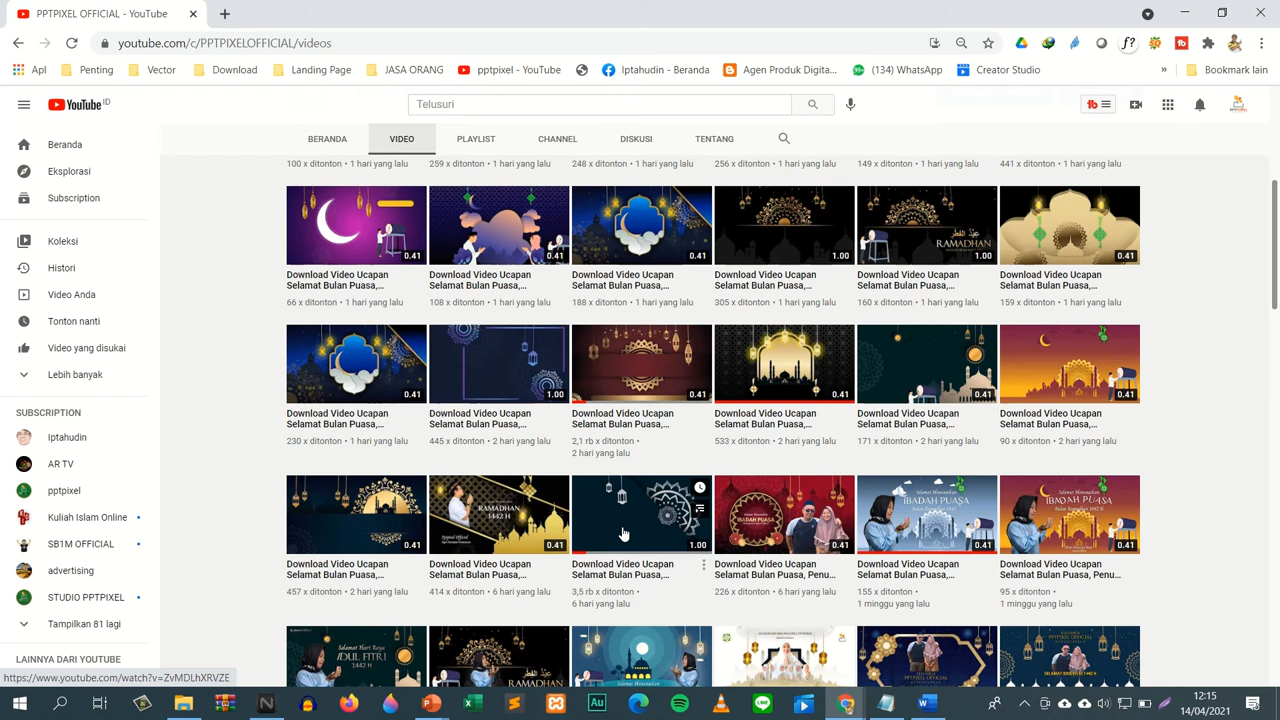 PPTPIXEL OFFICIAL - YouTube
youtube.com/c/PPTPIXELOFFICIAL/videos
Apl Penting Vector Download Landing Page JASA ORANG pptpixel - YouTube Iptahudin - Beranda Agen Produk Digita... (134) WhatsApp Creator Studio » Bookmark lain
YouTube ID Telusuri
BERANDA VIDEO PLAYLIST CHANNEL DISKUSI TENTANG
Beranda
Eksplorasi
Subscription
Koleksi
Histori
Video Anda
Tonton nanti
Video yang disukai
Lebih banyak
SUBSCRIPTION
Iptahudin
AR TV
pptpixel
Kuliah Islam Online
SB1M OFFICIAL
advertising
STUDIO PPTPIXEL
Tampilkan 81 lagi
LAINNYA DARI YOUTUBE
https://www.youtube.com/watch?v=ZvMDLhXRVZE
100 x ditonton • 1 hari yang lalu 259 x ditonton • 1 hari yang lalu 248 x ditonton • 1 hari yang lalu 256 x ditonton • 1 hari yang lalu 149 x ditonton • 1 hari yang lalu 441 x ditonton • 1 hari yang lalu
RAMADHAN
0.41 0.41 0.41 1.00 1.00 0.41
Download Video Ucapan Download Video Ucapan Download Video Ucapan Download Video Ucapan Download Video Ucapan Download Video Ucapan
Selamat Bulan Puasa,... Selamat Bulan Puasa,... Selamat Bulan Puasa,... Selamat Bulan Puasa,... Selamat Bulan Puasa,... Selamat Bulan Puasa,...
66 x ditonton • 1 hari yang lalu 108 x ditonton • 1 hari yang lalu 188 x ditonton • 1 hari yang lalu 305 x ditonton • 1 hari yang lalu 160 x ditonton • 1 hari yang lalu 159 x ditonton • 1 hari yang lalu
0.41 1.00 0.41 0.41 0.41 0.41
Download Video Ucapan Download Video Ucapan Download Video Ucapan Download Video Ucapan Download Video Ucapan Download Video Ucapan
Selamat Bulan Puasa,... Selamat Bulan Puasa,... Selamat Bulan Puasa,... Selamat Bulan Puasa,... Selamat Bulan Puasa,... Selamat Bulan Puasa,...
230 x ditonton • 1 hari yang lalu 445 x ditonton • 2 hari yang lalu 2,1 rb x ditonton • 533 x ditonton • 2 hari yang lalu 171 x ditonton • 2 hari yang lalu 90 x ditonton • 2 hari yang lalu
2 hari yang lalu
RAMADHAN
1442 H
IBADAH PUASA
IBADAH PUASA
IBADAH PUASA
0.41 0.41 1.00 0.41 0.41 0.41
Download Video Ucapan Download Video Ucapan Download Video Ucapan Download Video Ucapan Download Video Ucapan Download Video Ucapan
Selamat Bulan Puasa,... Selamat Bulan Puasa,... Selamat Bulan Puasa,... Selamat Bulan Puasa, Penu... Selamat Bulan Puasa,... Selamat Bulan Puasa, Penu...
457 x ditonton • 2 hari yang lalu 414 x ditonton • 6 hari yang lalu 3,5 rb x ditonton • 226 x ditonton • 6 hari yang lalu 155 x ditonton • 95 x ditonton •
6 hari yang lalu 1 minggu yang lalu 1 minggu yang lalu
Selamat Hari Raya
IDUL FITRI
1442 H
12:15
14/04/2021